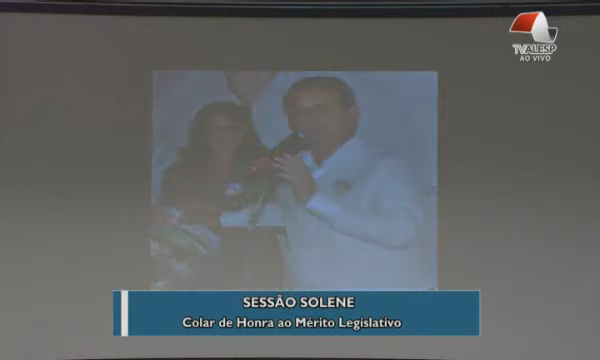 TVALESP
AO VIVO
SESSÃO SOLENE
Colar de Honra ao Mérito Legislativo